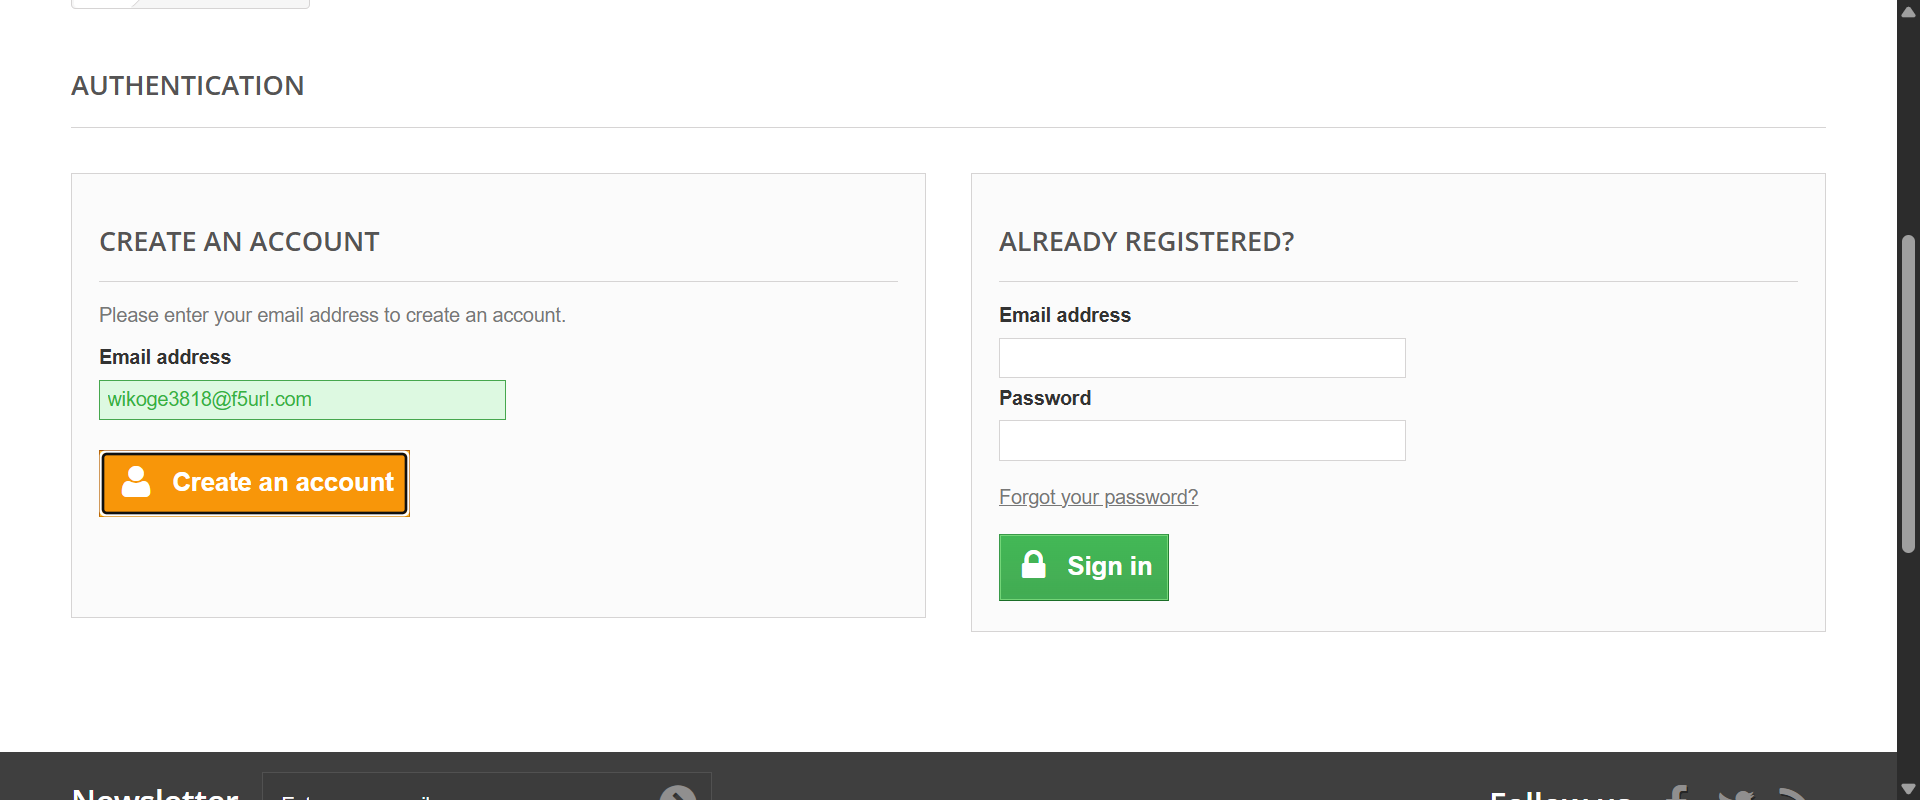 AUTHENTICATION
CREATE AN ACCOUNT
Please enter your email address to create an account.
Email address
wikoge3818@f5url.com
Create an account
ALREADY REGISTERED?
Email address
Password
Forgot your password?
Sign in
Newsletter
Follow us